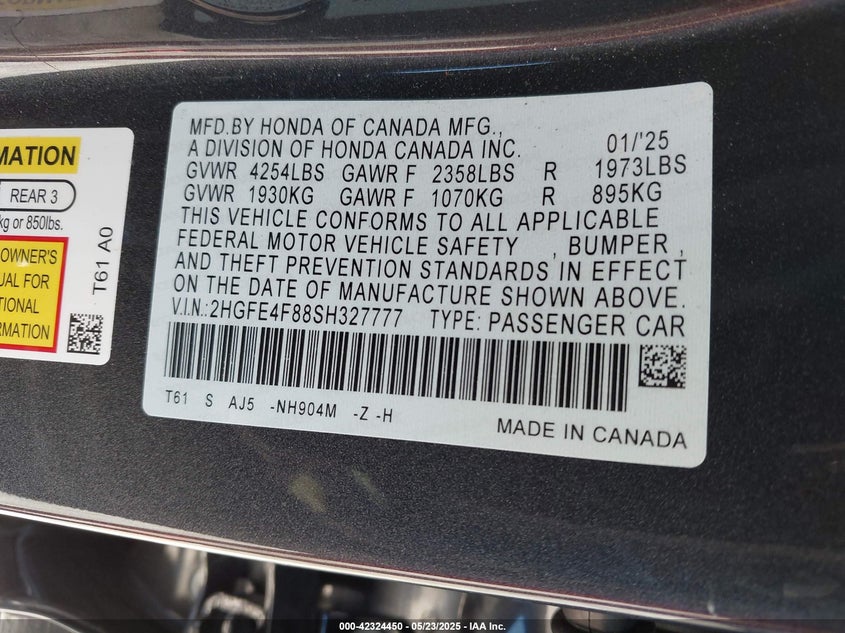 MATION
REAR 3
kg or 850lbs.
OWNER'S
UAL FOR
TIONAL
RMATION
T61 A0
MFD.BY HONDA OF CANADA MFG., 01/'25
A DIVISION OF HONDA CANADA INC.
GVWR 4254LBS GAWR F 2358LBS R 1973LBS
GVWR 1930KG GAWR F 1070KG R 895KG
THIS VEHICLE CONFORMS TO ALL APPLICABLE
FEDERAL MOTOR VEHICLE SAFETY , BUMPER ,
AND THEFT PREVENTION STANDARDS IN EFFECT
ON THE DATE OF MANUFACTURE SHOWN ABOVE.
V.I.N.:2HGFE4F88SH327777 TYPE: PASSENGER CAR
T61 S AJ5 -NH904M -Z -H
MADE IN CANADA
000-42324450 - 05/23/2025 - IAA Inc.